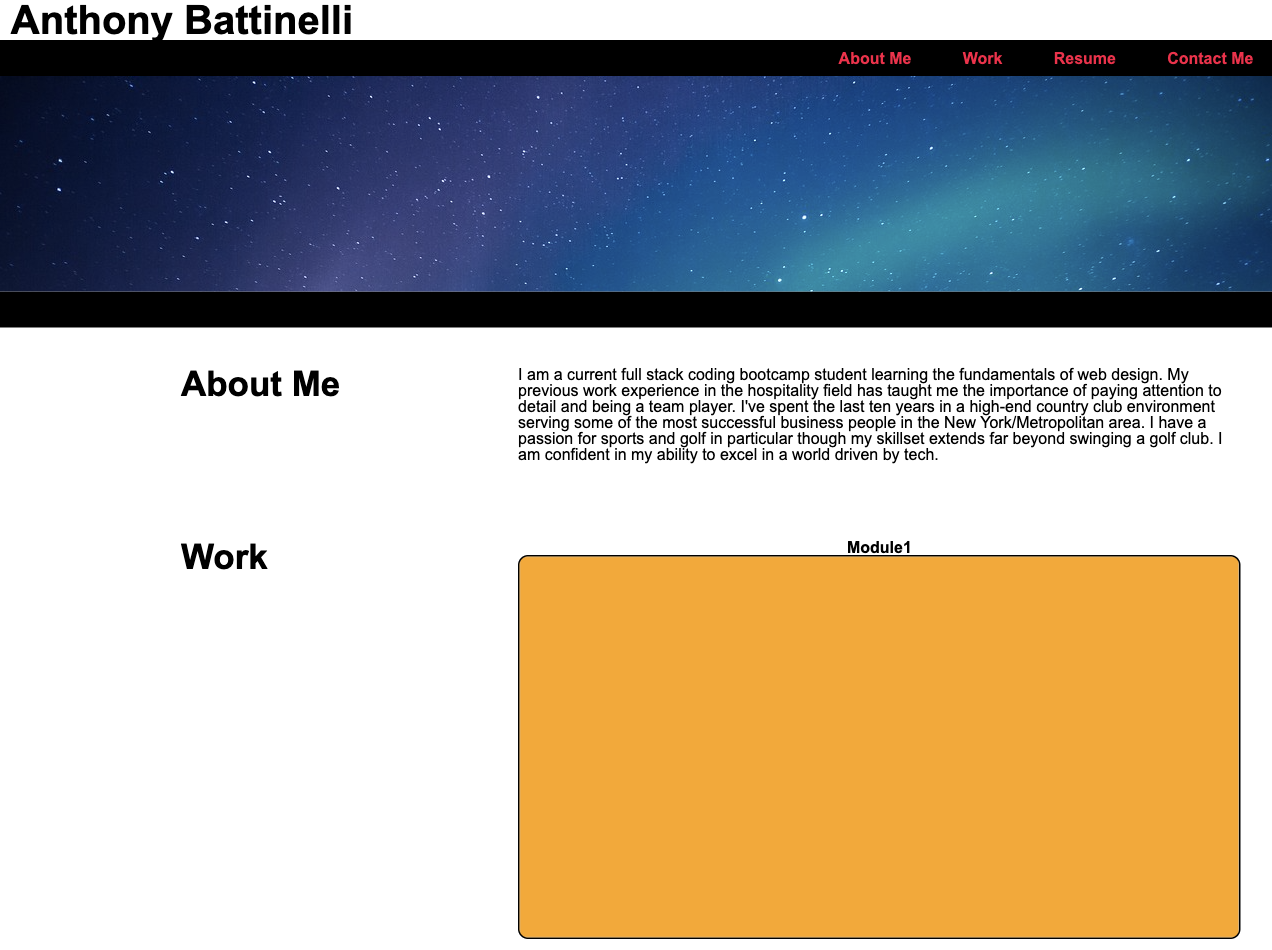 Anthony Battinelli
About Me Work Resume Contact Me
About Me
I am a current full stack coding bootcamp student learning the fundamentals of web design. My
previous work experience in the hospitality field has taught me the importance of paying attention to
detail and being a team player. I've spent the last ten years in a high-end country club environment
serving some of the most successful business people in the New York/Metropolitan area. I have a
passion for sports and golf in particular though my skillset extends far beyond swinging a golf club. I
am confident in my ability to excel in a world driven by tech.
Work
Module1